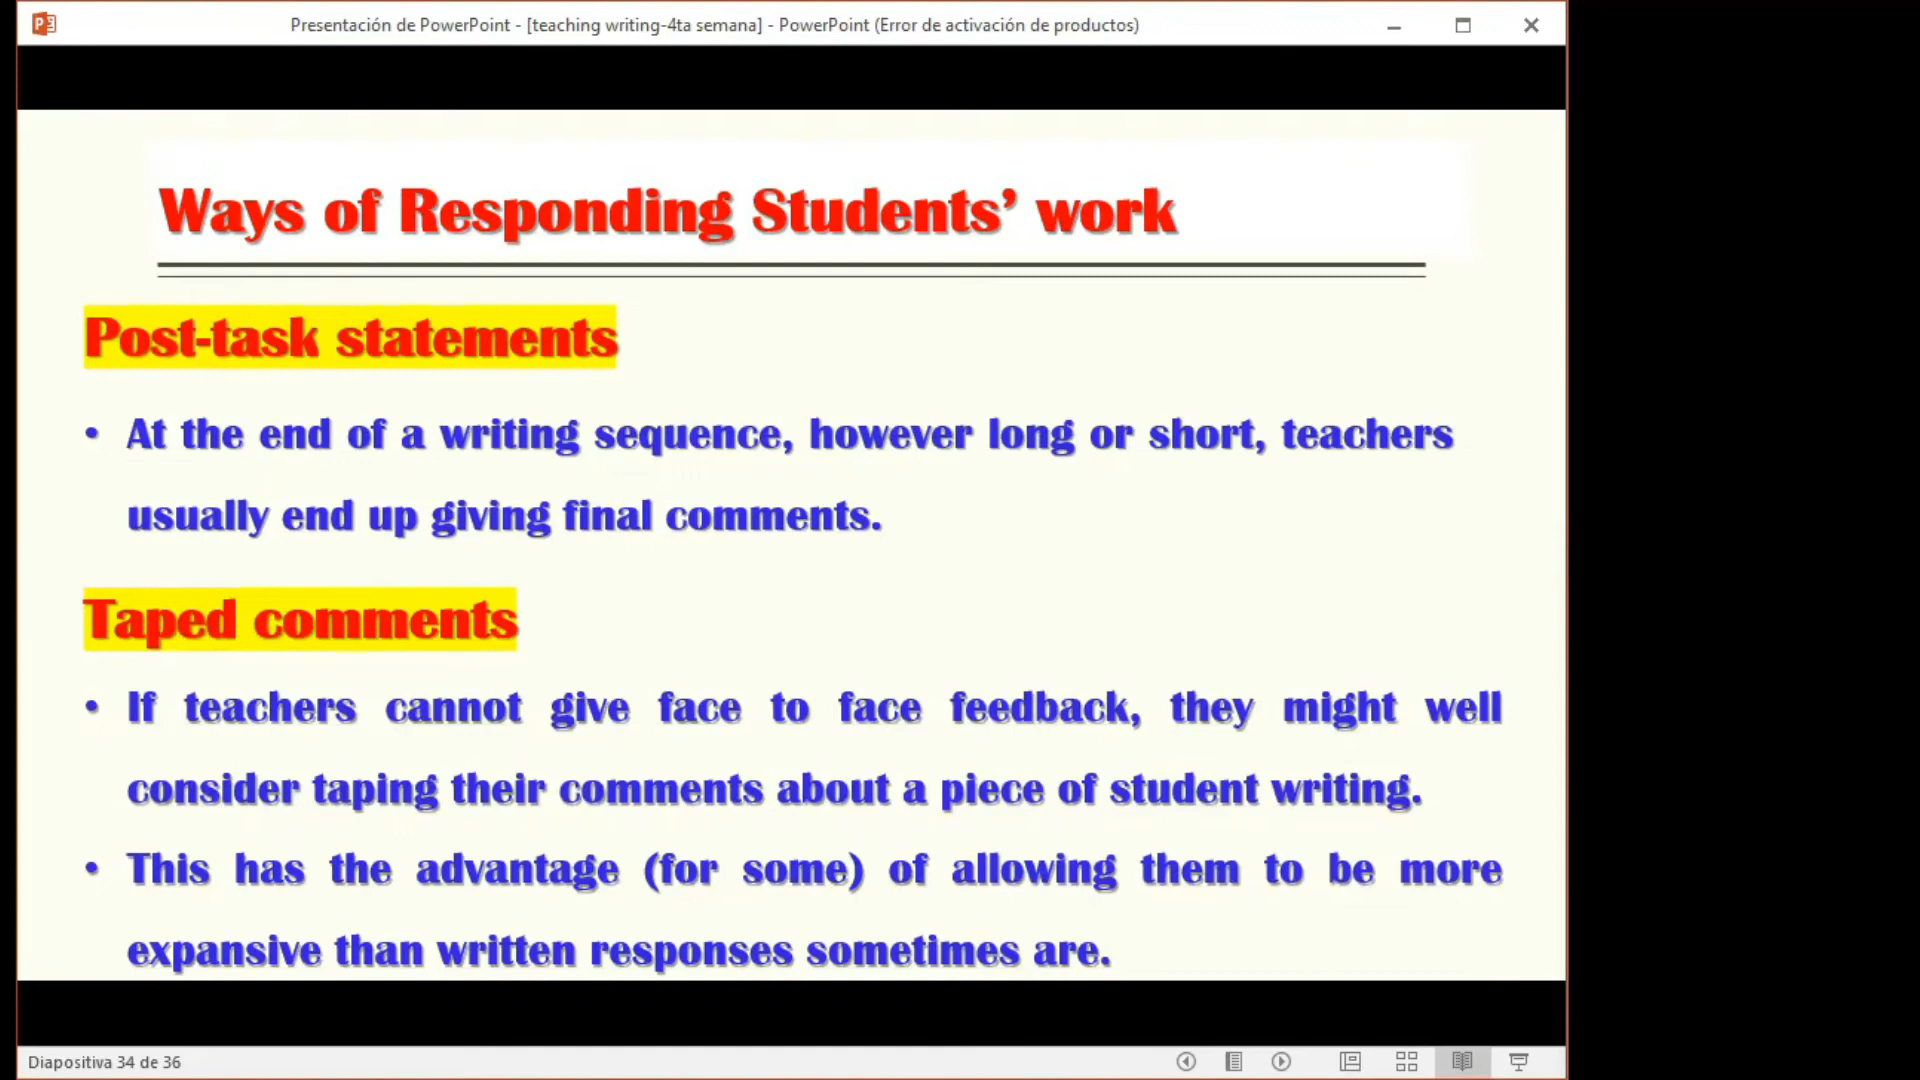 Presentación de PowerPoint - [teaching writing-4ta semana] - PowerPoint (Error de activación de productos)
Ways of Responding Students’ work
Post-task statements
• At the end of a writing sequence, however long or short, teachers
usually end up giving final comments.
Taped comments
• If teachers cannot give face to face feedback, they might well
consider taping their comments about a piece of student writing.
• This has the advantage (for some) of allowing them to be more
expansive than written responses sometimes are.
Diapositiva 34 de 36